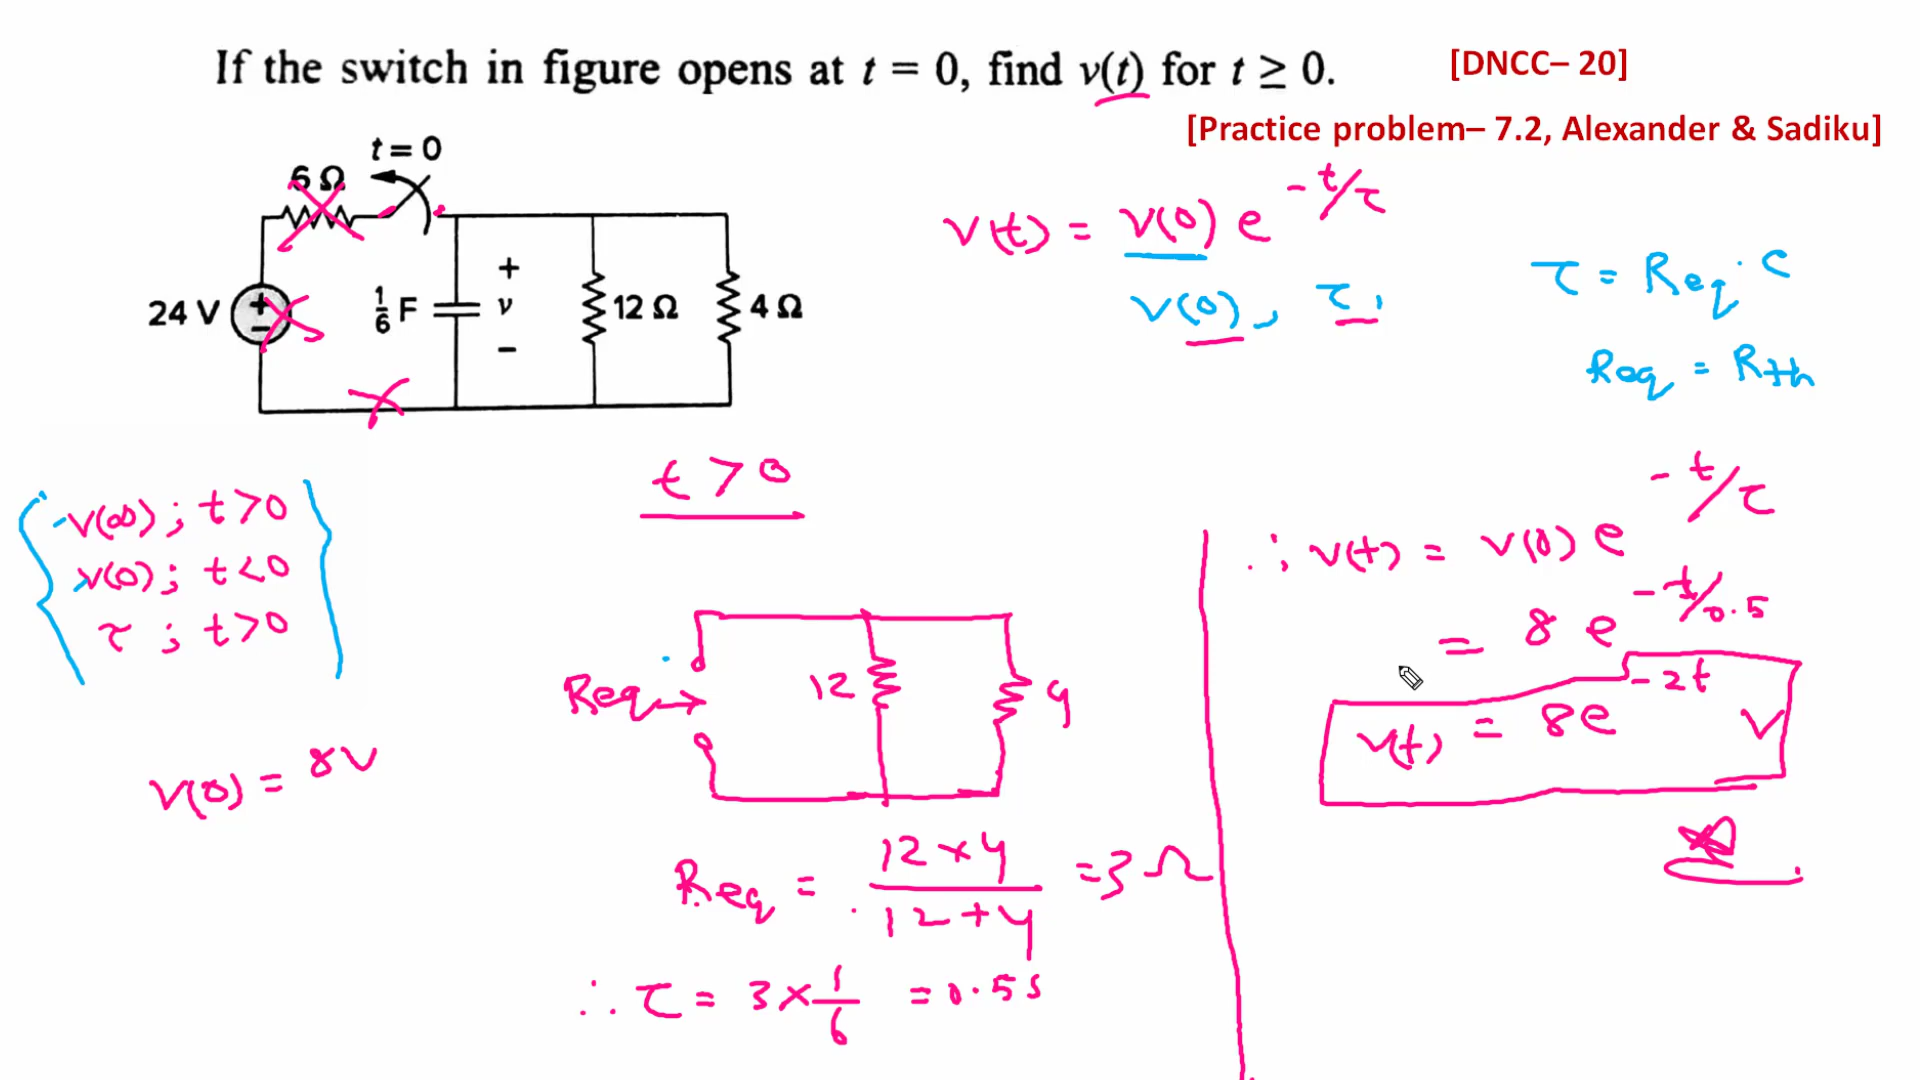 If the switch in figure opens at t = 0, find v(t) for t ≥ 0.
[DNCC– 20]
[Practice problem– 7.2, Alexander & Sadiku]
t = 0
6 Ω
24 V
+
−
1/6 F
+
v
−
12 Ω
4 Ω
v(t) = v(0) e^(-t/τ)
v(0), τ,
τ = Req . C
Req = Rth
-v(∞) ; t>0
v(0) ; t<0
τ ; t>0
v(0) = 8V
t > 0
Req →
12
4
Req = (12 × 4)/(12 + 4) = 3 Ω
∴ τ = 3 × 1/6 = 0.5 s
∴ v(t) = v(0) e^(-t/τ)
= 8 e^(-t/0.5)
v(t) = 8e^(-2t) V